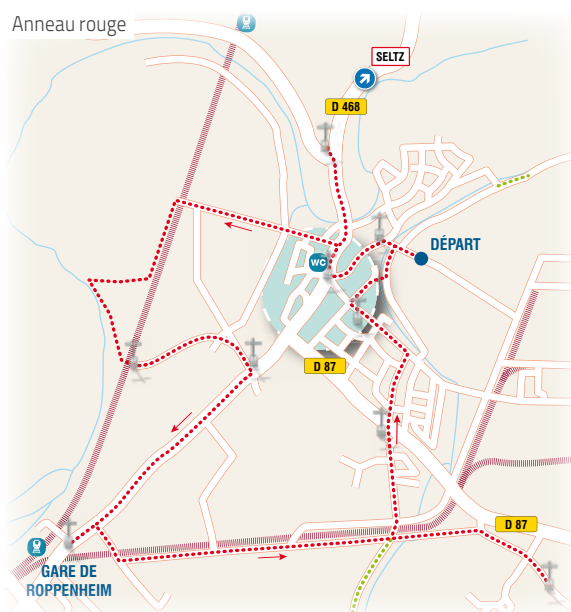 Anneau rouge
SELTZ
D 468
DÉPART
WC
D 87
D 87
GARE DE
ROPPENHEIM